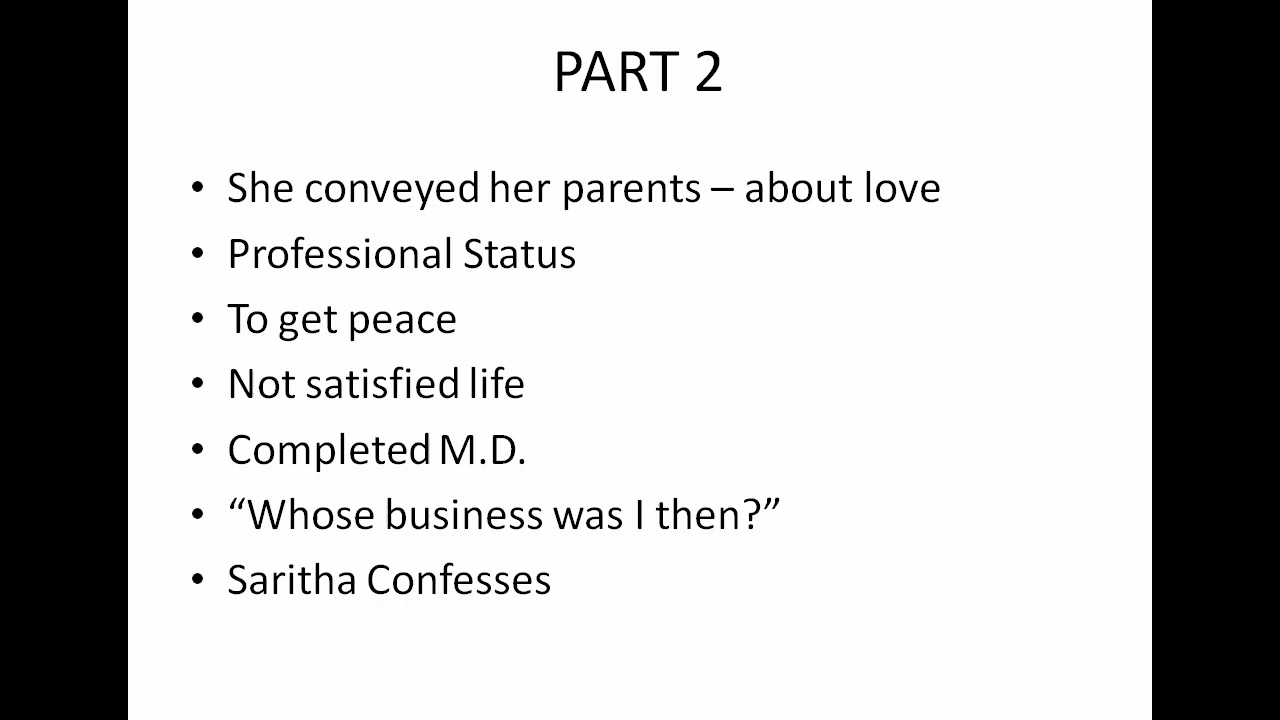 PART 2
• She conveyed her parents – about love
• Professional Status
• To get peace
• Not satisfied life
• Completed M.D.
• “Whose business was I then?”
• Saritha Confesses